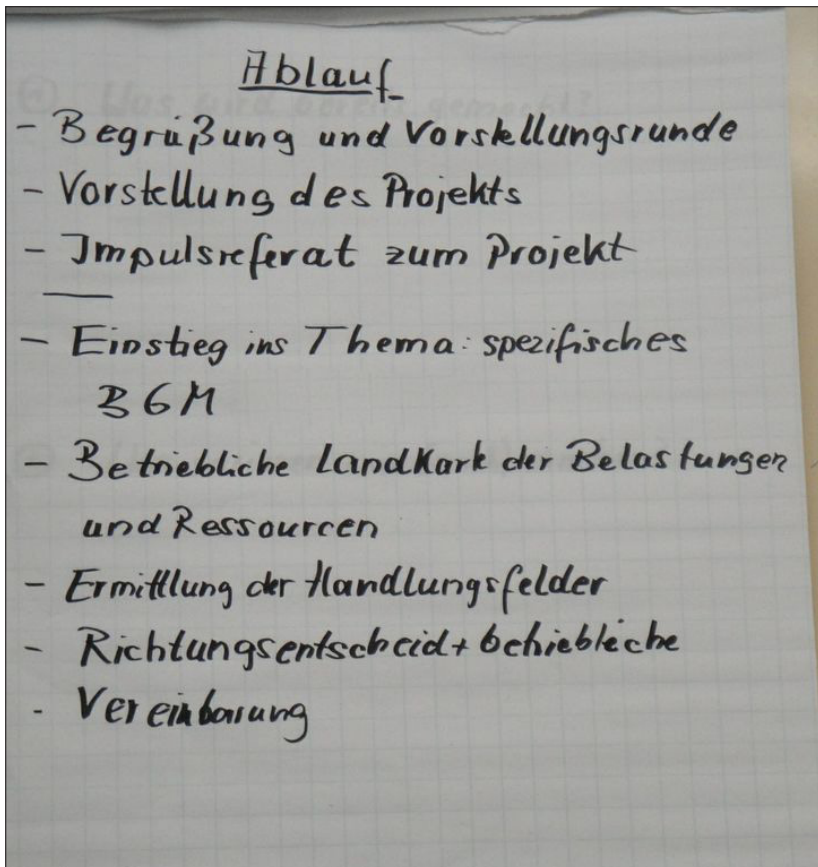 Ablauf
- Begrüßung und Vorstellungsrunde
- Vorstellung des Projekts
- Impulsreferat zum Projekt
- Einstieg ins Thema: spezifisches
BGM
- Betriebliche Landkarte der Belastungen
und Ressourcen
- Ermittlung der Handlungsfelder
- Richtungsentscheid + betriebliche
- Vereinbarung